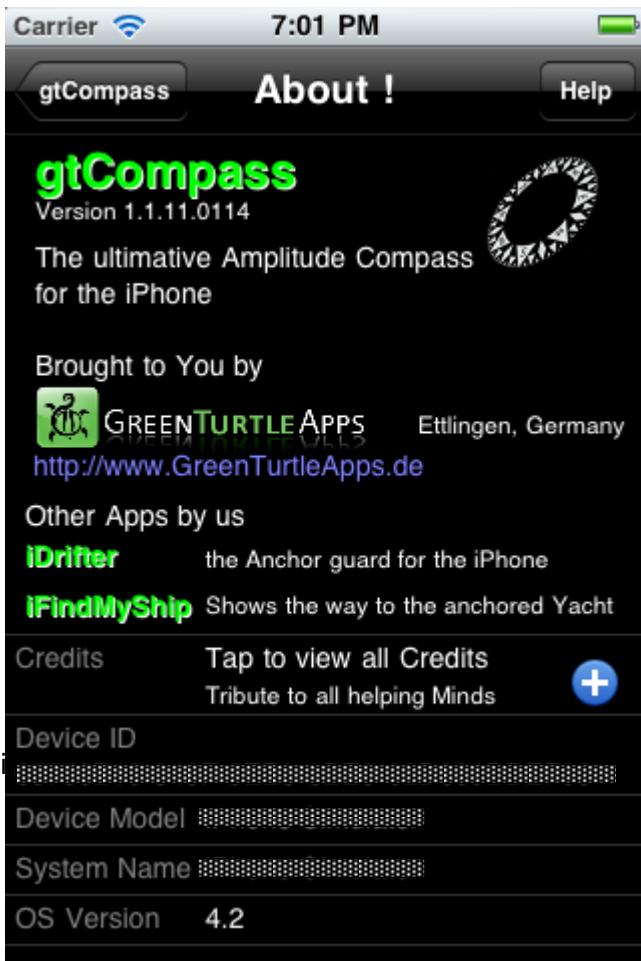 Carrier 7:01 PM
gtCompass About ! Help
gtCompass
Version 1.1.11.0114
The ultimative Amplitude Compass
for the iPhone
Brought to You by
GREENTURTLEAPPS Ettlingen, Germany
http://www.GreenTurtleApps.de
Other Apps by us
iDrifter the Anchor guard for the iPhone
iFindMyShip Shows the way to the anchored Yacht
Credits Tap to view all Credits
Tribute to all helping Minds
Device ID
i
Device Model
System Name
OS Version 4.2